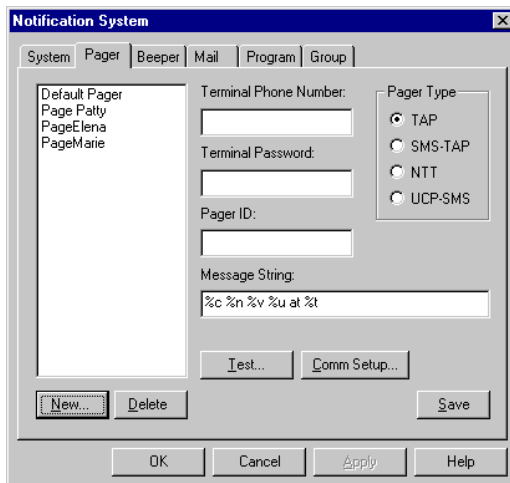 Notification System
System Pager Beeper Mail Program Group
Default Pager
Page Patty
PageElena
PageMarie
Terminal Phone Number:
Terminal Password:
Pager ID:
Message String:
%c %n %v %u at %t
Pager Type
TAP
SMS-TAP
NTT
UCP-SMS
Test... Comm Setup...
New... Delete Save
OK Cancel Apply Help